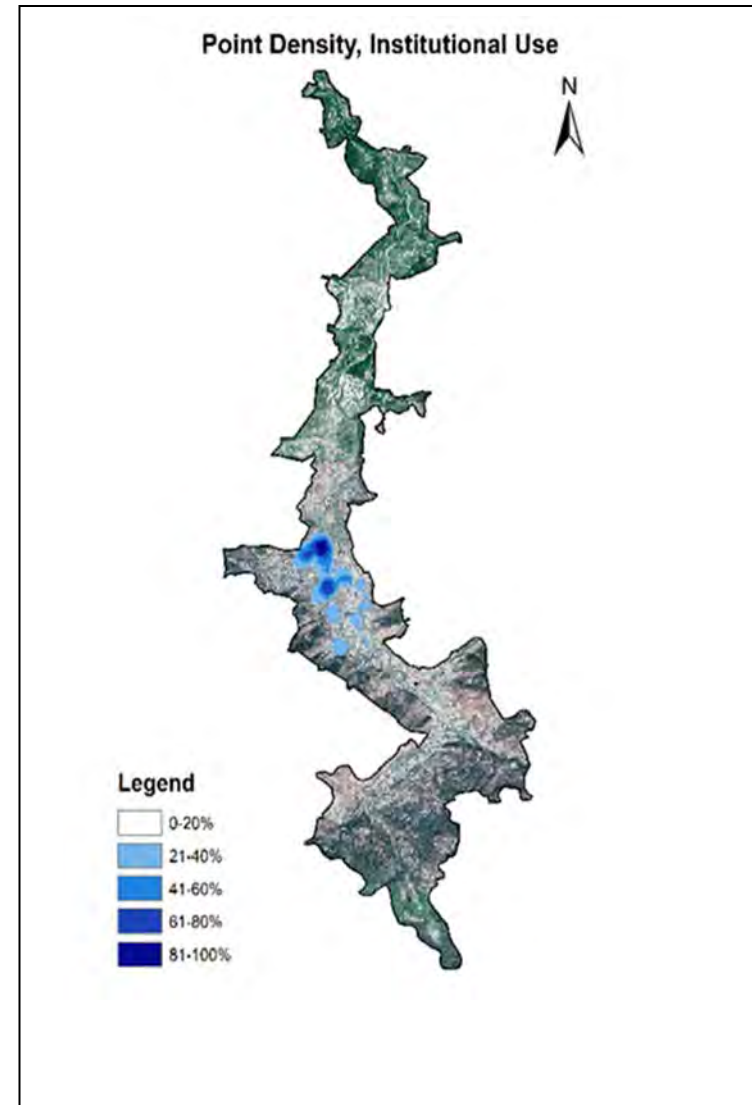 Point Density, Institutional Use
N
Legend
0-20%
21-40%
41-60%
61-80%
81-100%